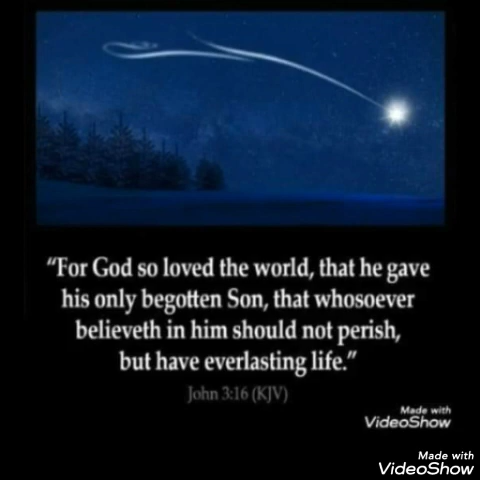 “For God so loved the world, that he gave
his only begotten Son, that whosoever
believeth in him should not perish,
but have everlasting life.”
John 3:16 (KJV)
Made with
VideoShow
Made with
VideoShow